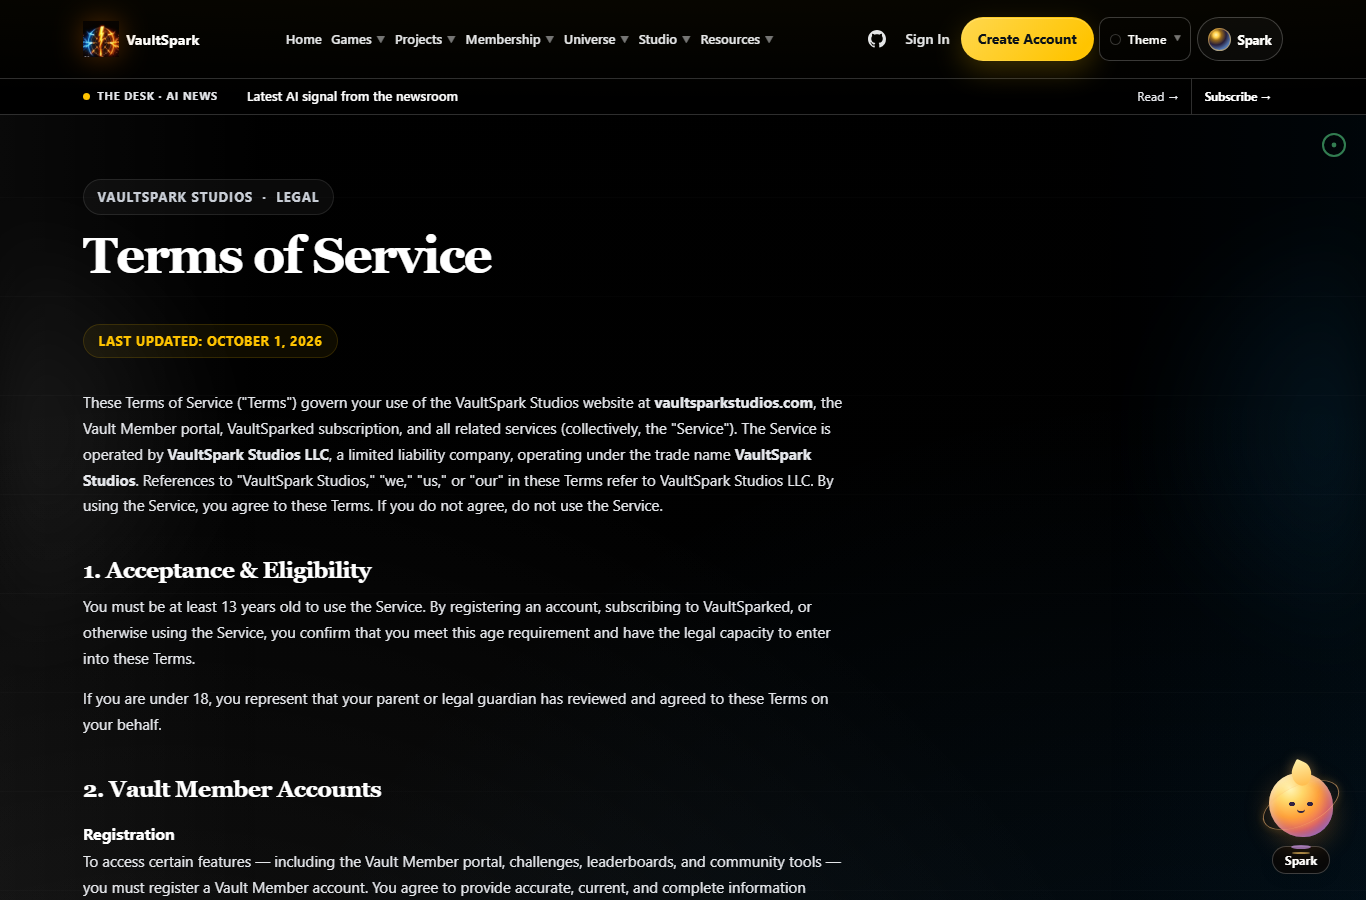 VaultSpark
Home Games Projects Membership Universe Studio Resources
Sign In
Create Account
Theme
Spark
THE DESK · AI NEWS
Latest AI signal from the newsroom
Read →
Subscribe →
VAULTSPARK STUDIOS · LEGAL
Terms of Service
LAST UPDATED: OCTOBER 1, 2026
These Terms of Service ("Terms") govern your use of the VaultSpark Studios website at vaultsparkstudios.com, the
Vault Member portal, VaultSparked subscription, and all related services (collectively, the "Service"). The Service is
operated by VaultSpark Studios LLC, a limited liability company, operating under the trade name VaultSpark
Studios. References to "VaultSpark Studios," "we," "us," or "our" in these Terms refer to VaultSpark Studios LLC. By
using the Service, you agree to these Terms. If you do not agree, do not use the Service.
1. Acceptance & Eligibility
You must be at least 13 years old to use the Service. By registering an account, subscribing to VaultSparked, or
otherwise using the Service, you confirm that you meet this age requirement and have the legal capacity to enter
into these Terms.
If you are under 18, you represent that your parent or legal guardian has reviewed and agreed to these Terms on
your behalf.
2. Vault Member Accounts
Registration
To access certain features — including the Vault Member portal, challenges, leaderboards, and community tools —
you must register a Vault Member account. You agree to provide accurate, current, and complete information
Spark